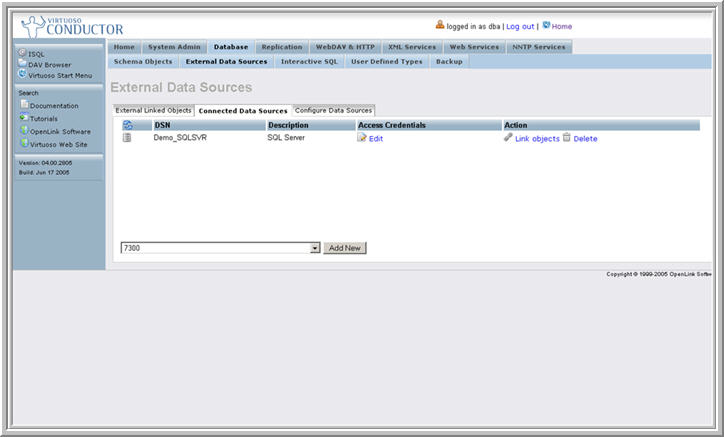 VIRTUOSO
CONDUCTOR
logged in as dba | Log out | Home
ISQL
DAV Browser
Virtuoso Start Menu
Search
Documentation
Tutorials
OpenLink Software
Virtuoso Web Site
Version: 04.00.2805
Build: Jun 17 2005
Home System Admin Database Replication WebDAV & HTTP XML Services Web Services NNTP Services
Schema Objects External Data Sources Interactive SQL User Defined Types Backup
External Data Sources
External Linked Objects Connected Data Sources Configure Data Sources
DSN Description Access Credentials Action
Demo_SQLSVR SQL Server Edit Link objects Delete
7300 Add New
Copyright © 1999-2005 OpenLink Softw